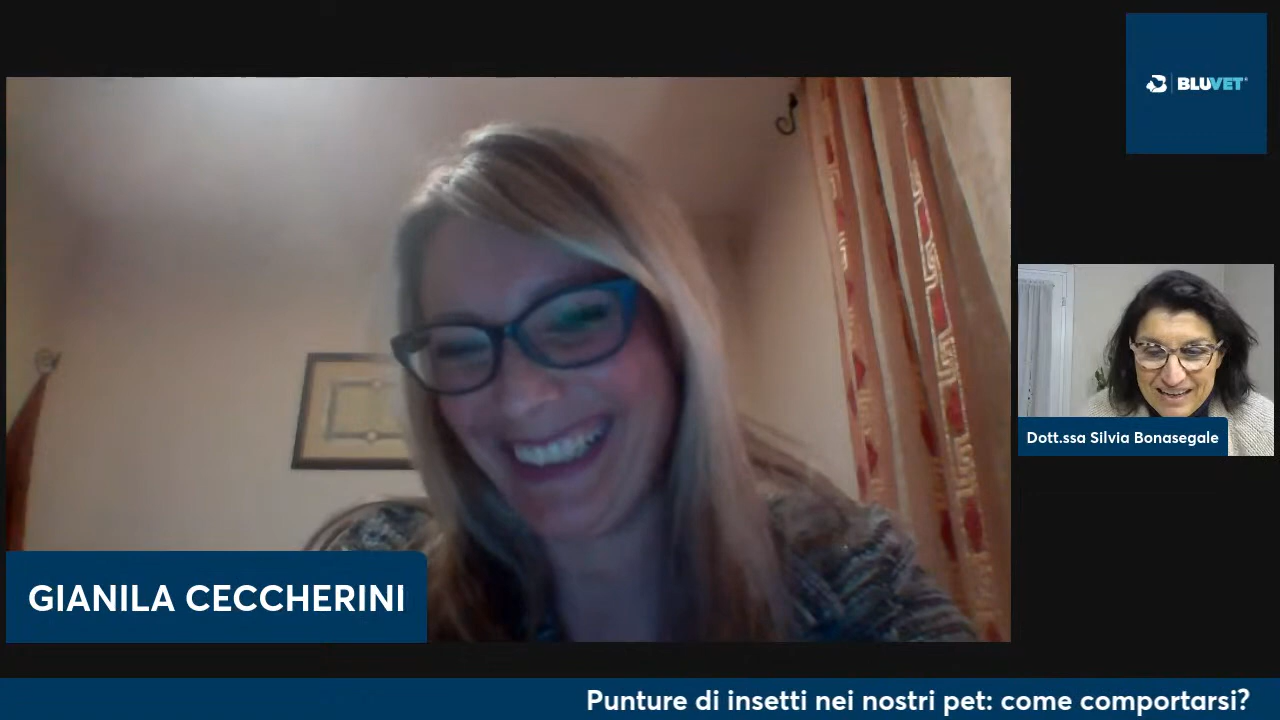 BLUVET
Dott.ssa Silvia Bonasegale
GIANILA CECCHERINI
Punture di insetti nei nostri pet: come comportarsi?